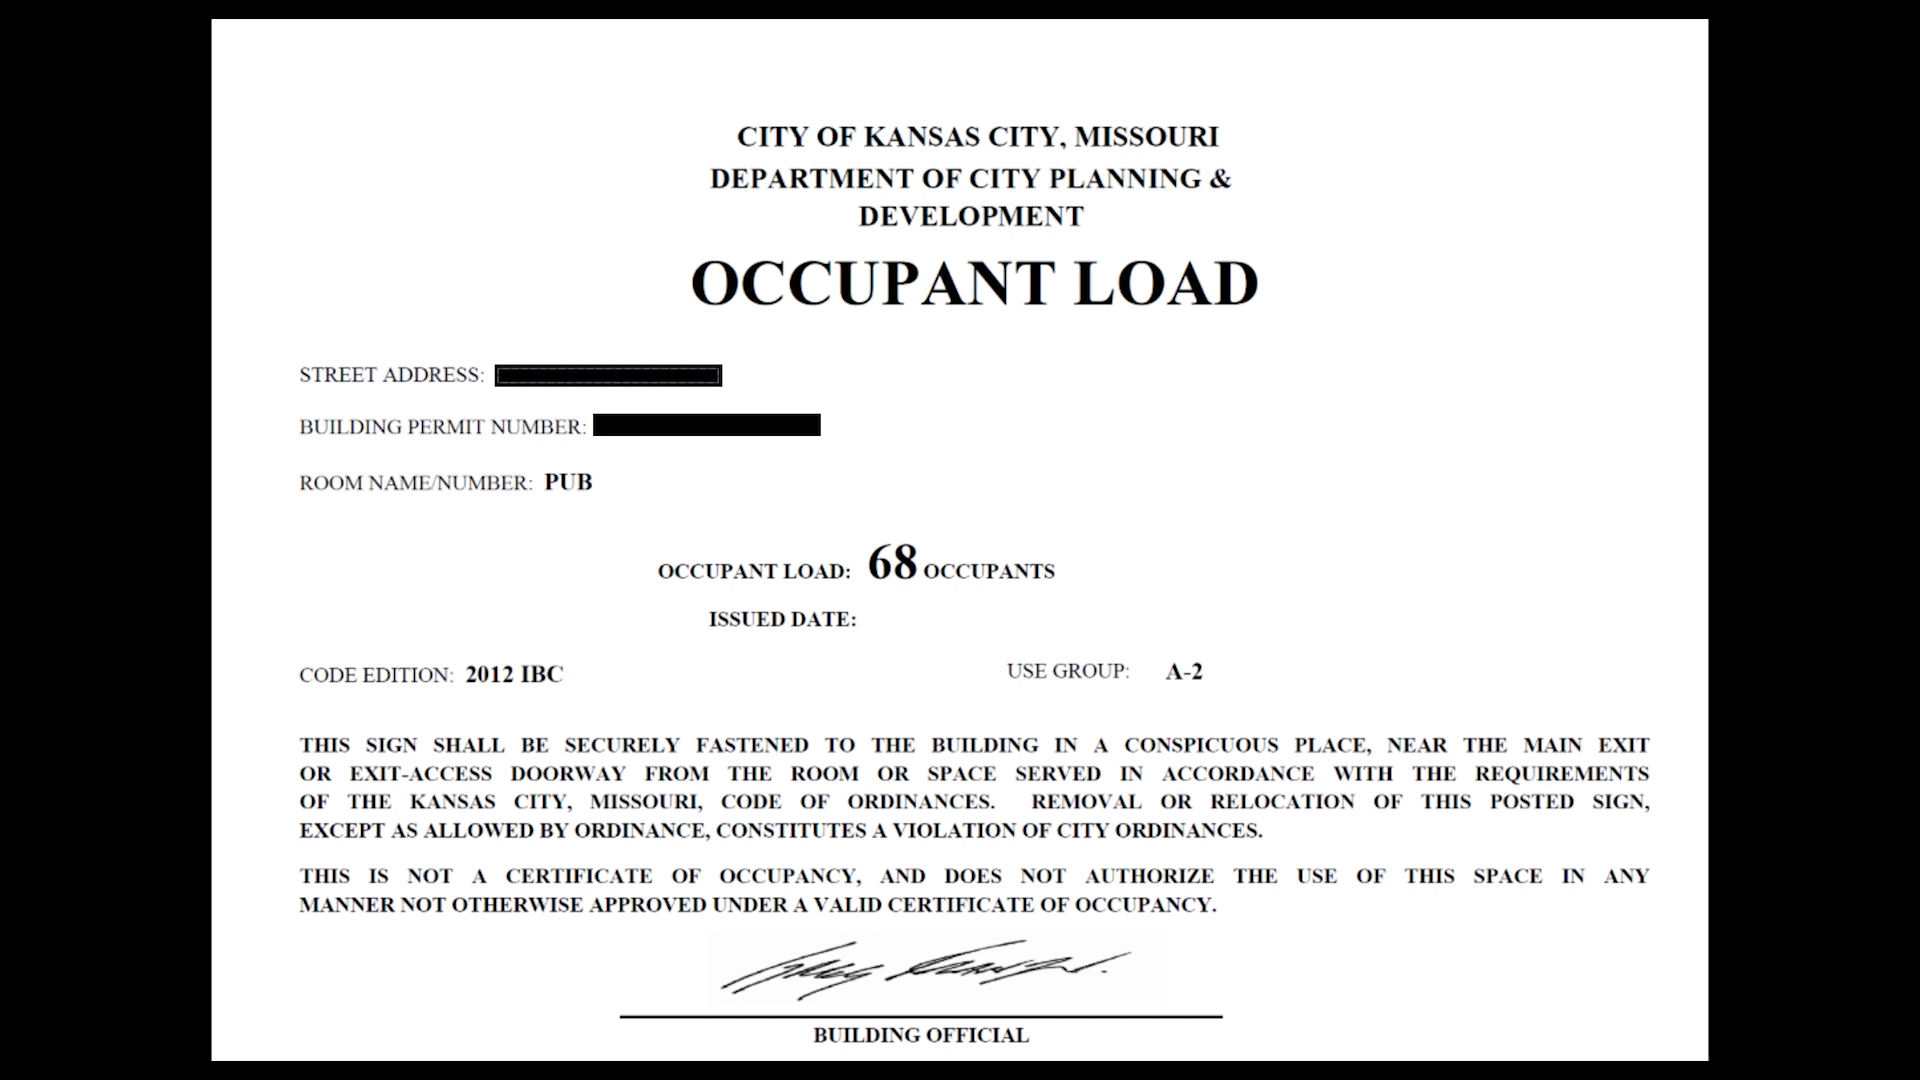 CITY OF KANSAS CITY, MISSOURI
DEPARTMENT OF CITY PLANNING &
DEVELOPMENT
OCCUPANT LOAD
STREET ADDRESS:
BUILDING PERMIT NUMBER:
ROOM NAME/NUMBER: PUB
OCCUPANT LOAD: 68 OCCUPANTS
ISSUED DATE:
CODE EDITION: 2012 IBC USE GROUP: A-2
THIS SIGN SHALL BE SECURELY FASTENED TO THE BUILDING IN A CONSPICUOUS PLACE, NEAR THE MAIN EXIT
OR EXIT-ACCESS DOORWAY FROM THE ROOM OR SPACE SERVED IN ACCORDANCE WITH THE REQUIREMENTS
OF THE KANSAS CITY, MISSOURI, CODE OF ORDINANCES. REMOVAL OR RELOCATION OF THIS POSTED SIGN,
EXCEPT AS ALLOWED BY ORDINANCE, CONSTITUTES A VIOLATION OF CITY ORDINANCES.
THIS IS NOT A CERTIFICATE OF OCCUPANCY, AND DOES NOT AUTHORIZE THE USE OF THIS SPACE IN ANY
MANNER NOT OTHERWISE APPROVED UNDER A VALID CERTIFICATE OF OCCUPANCY.
BUILDING OFFICIAL